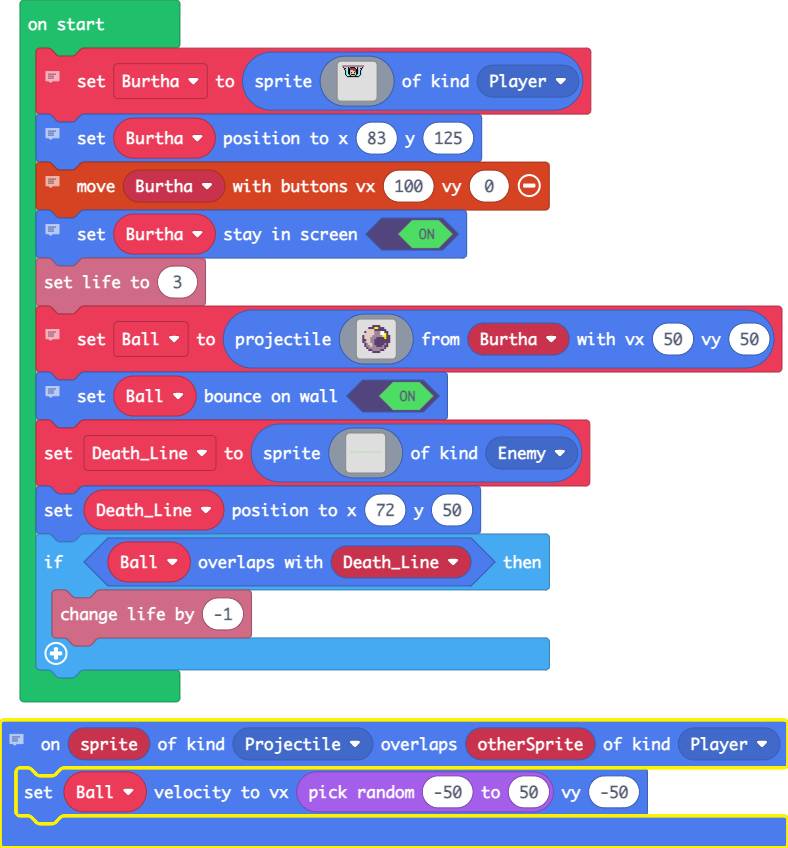 on start
set Burtha to sprite of kind Player
set Burtha position to x 83 y 125
move Burtha with buttons vx 100 vy 0
set Burtha stay in screen ON
set life to 3
set Ball to projectile from Burtha with vx 50 vy 50
set Ball bounce on wall ON
set Death_Line to sprite of kind Enemy
set Death_Line position to x 72 y 50
if Ball overlaps with Death_Line then
change life by -1
on sprite of kind Projectile overlaps otherSprite of kind Player
set Ball velocity to vx pick random -50 to 50 vy -50